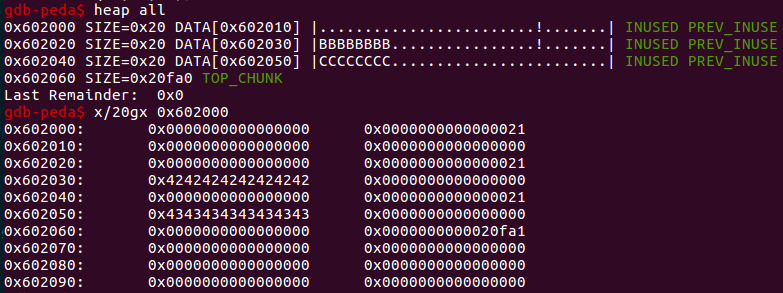 gdb-peda$ heap all
0x602000 SIZE=0x20 DATA[0x602010] |........................!.......| INUSED PREV_INUSE
0x602020 SIZE=0x20 DATA[0x602030] |BBBBBBBB................!.......| INUSED PREV_INUSE
0x602040 SIZE=0x20 DATA[0x602050] |CCCCCCCC........................| INUSED PREV_INUSE
0x602060 SIZE=0x20fa0 TOP_CHUNK
Last Remainder:  0x0
gdb-peda$ x/20gx 0x602000
0x602000: 0x0000000000000000 0x0000000000000021
0x602010: 0x0000000000000000 0x0000000000000000
0x602020: 0x0000000000000000 0x0000000000000021
0x602030: 0x4242424242424242 0x0000000000000000
0x602040: 0x0000000000000000 0x0000000000000021
0x602050: 0x4343434343434343 0x0000000000000000
0x602060: 0x0000000000000000 0x0000000000020fa1
0x602070: 0x0000000000000000 0x0000000000000000
0x602080: 0x0000000000000000 0x0000000000000000
0x602090: 0x0000000000000000 0x0000000000000000